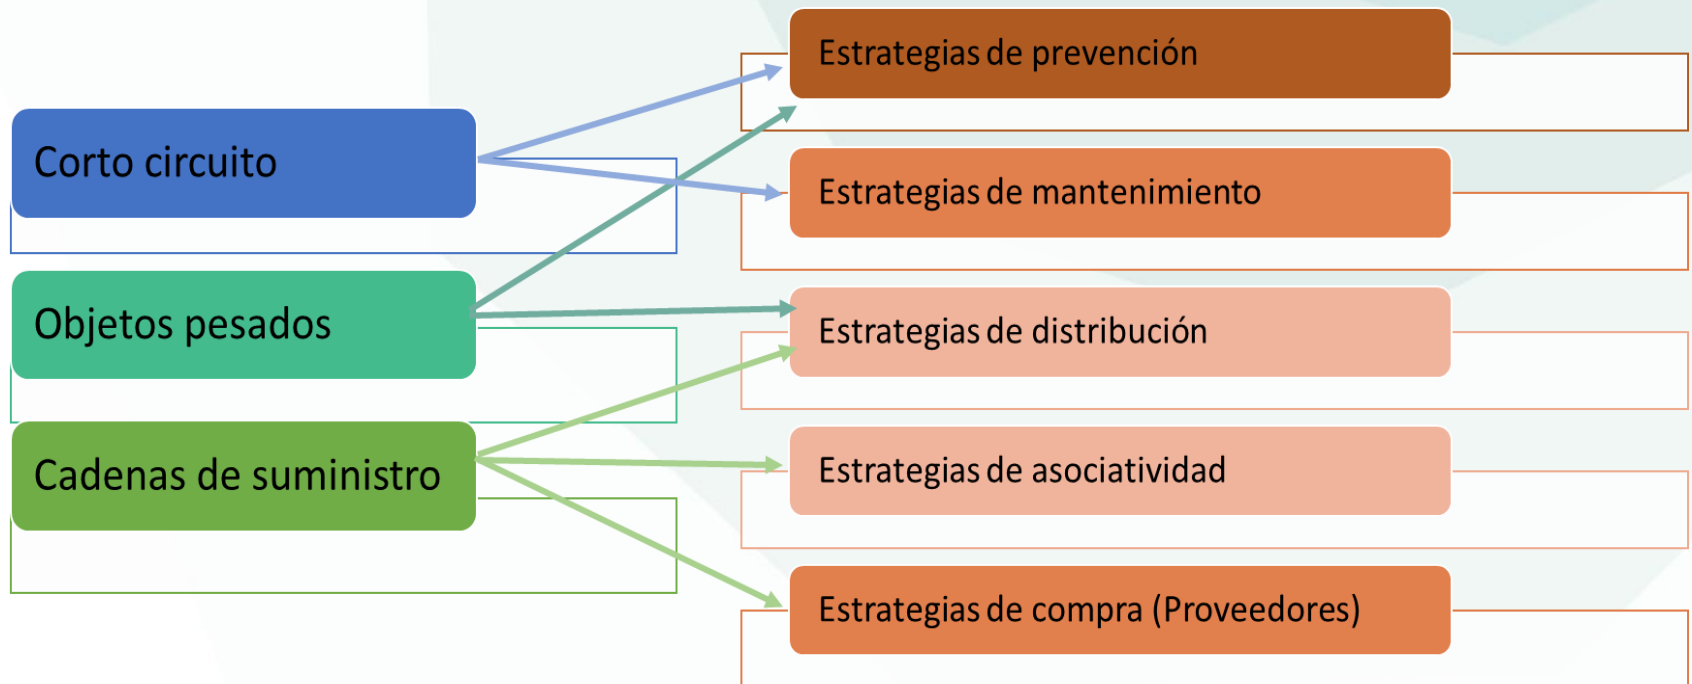 Corto circuito
Objetos pesados
Cadenas de suministro
Estrategias de prevención
Estrategias de mantenimiento
Estrategias de distribución
Estrategias de asociatividad
Estrategias de compra (Proveedores)